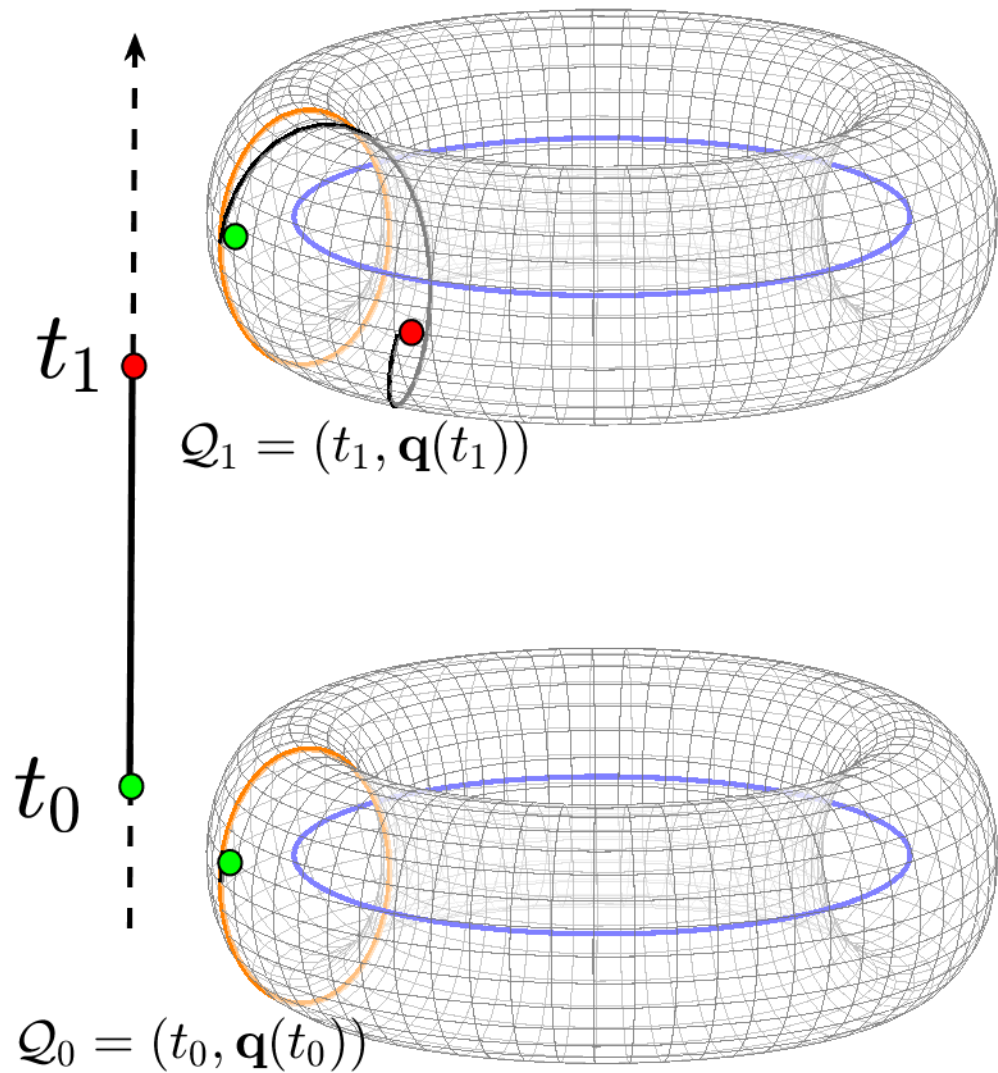 t₁
𝒬₁ = (t₁, 𝐪(t₁))
t₀
𝒬₀ = (t₀, 𝐪(t₀))